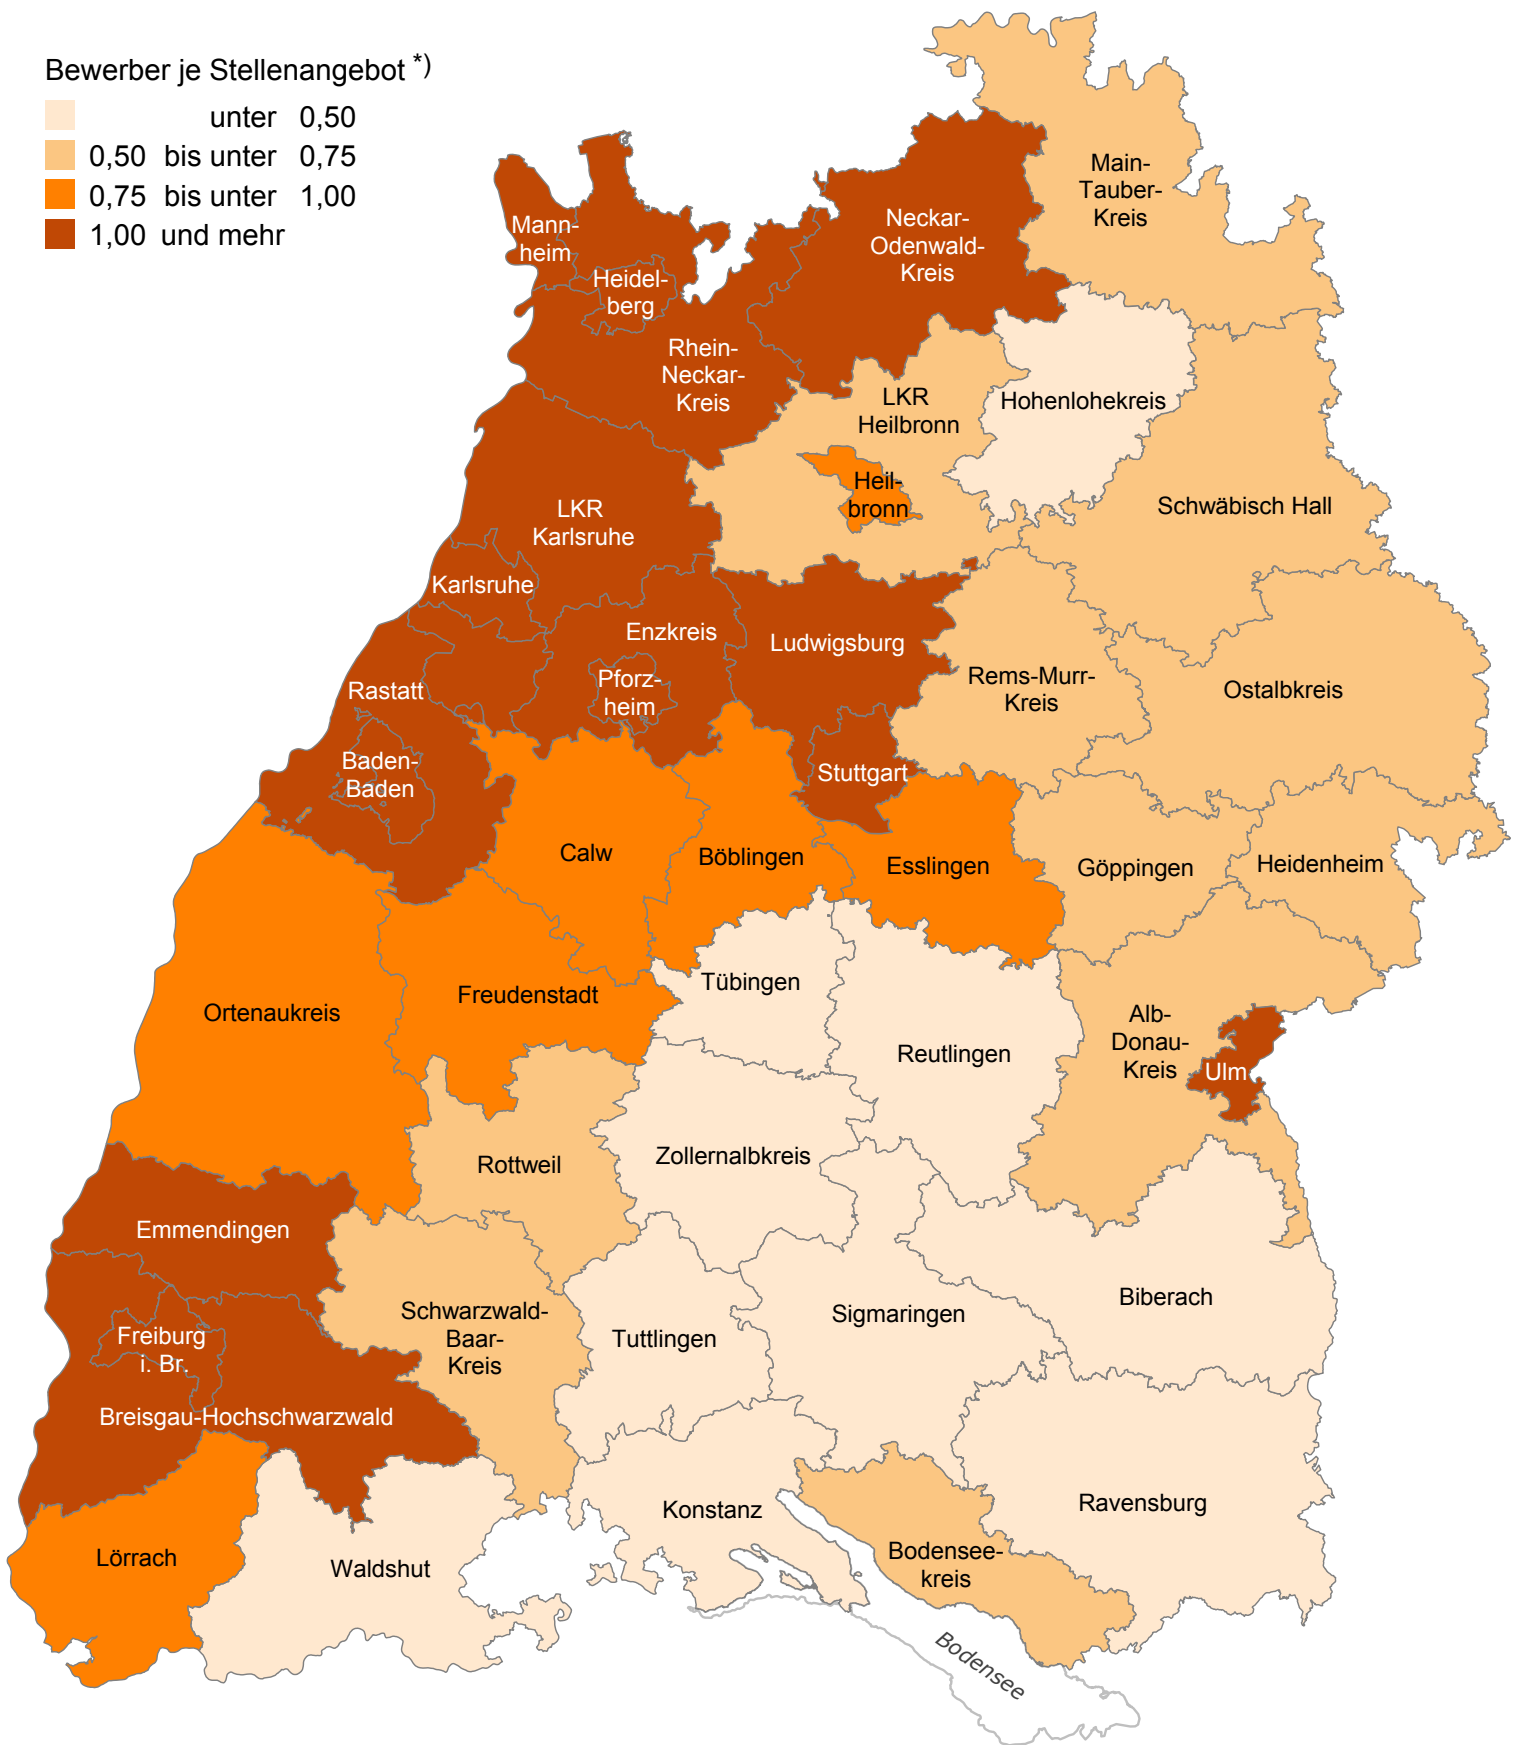 Bewerber je Stellenangebot *)
unter 0,50
0,50 bis unter 0,75
0,75 bis unter 1,00
1,00 und mehr
Main-
Tauber-
Kreis
Neckar-
Odenwald-
Kreis
Mann-
heim
Heidel-
berg
Rhein-
Neckar-
Kreis
LKR
Heilbronn
Hohenlohekreis
Heil-
bronn
Schwäbisch Hall
LKR
Karlsruhe
Karlsruhe
Enzkreis
Ludwigsburg
Pforz-
heim
Rastatt
Rems-Murr-
Kreis
Ostalbkreis
Baden-
Baden
Stuttgart
Calw
Böblingen
Esslingen
Göppingen
Heidenheim
Tübingen
Freudenstadt
Ortenaukreis
Reutlingen
Alb-
Donau-
Kreis
Ulm
Rottweil
Zollernalbkreis
Emmendingen
Biberach
Schwarzwald-
Baar-
Kreis
Tuttlingen
Sigmaringen
Freiburg
i. Br.
Breisgau-Hochschwarzwald
Konstanz
Ravensburg
Lörrach
Waldshut
Bodensee-
kreis
Bodensee